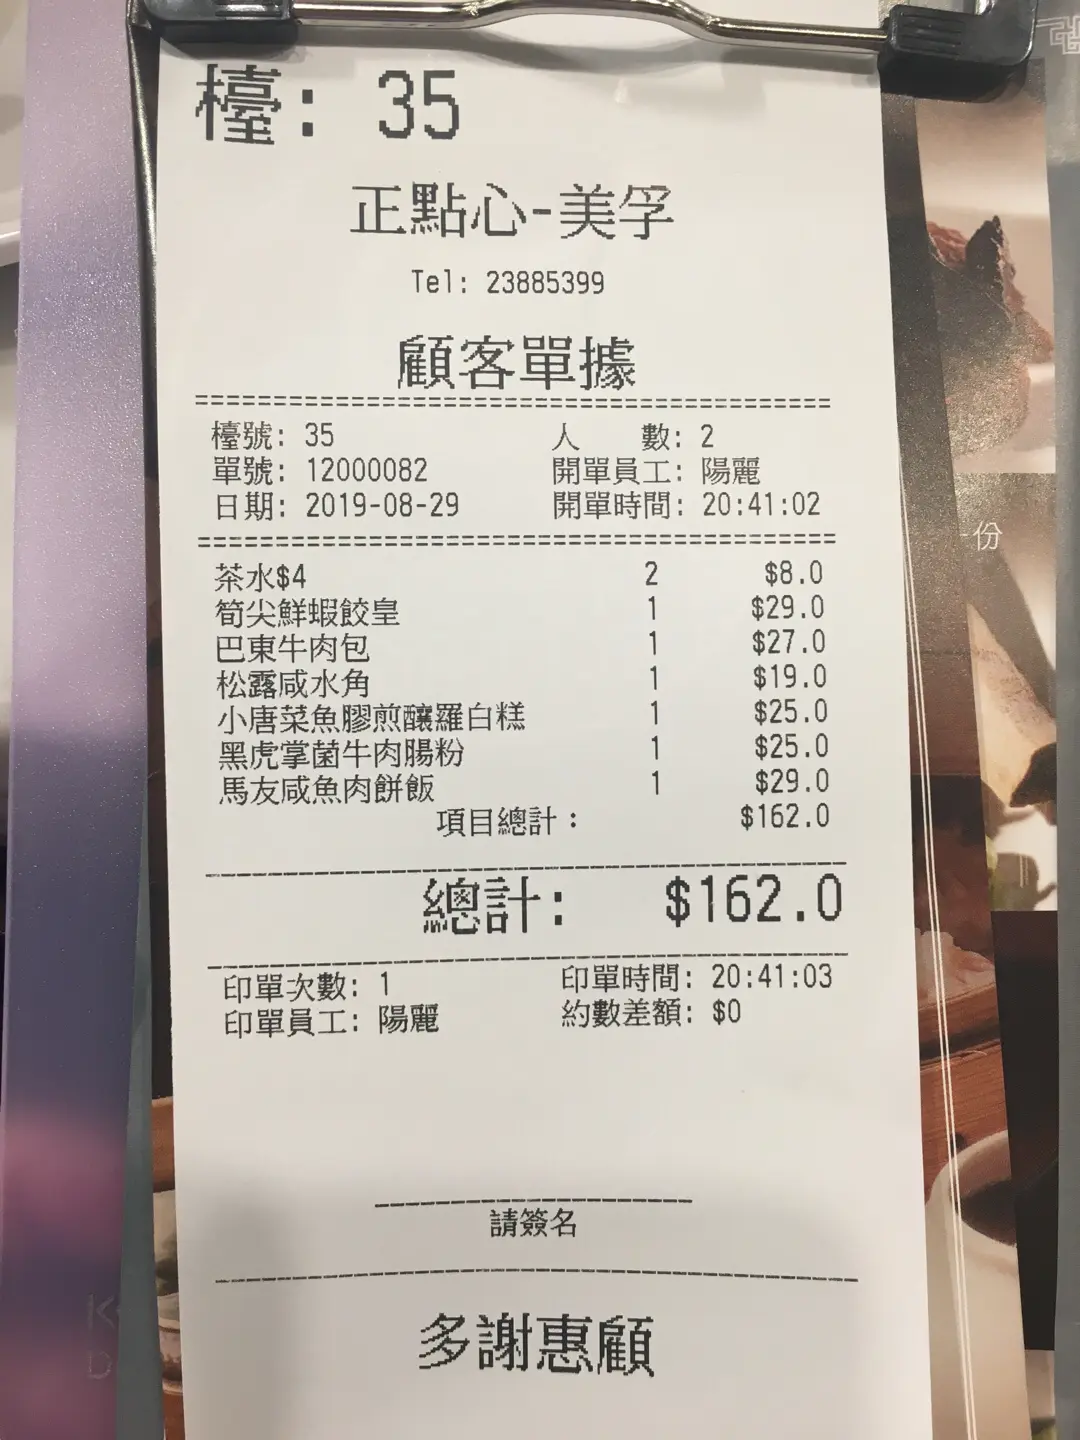 檯: 35
正點心-美孚
Tel: 23885399
顧客單據
檯號: 35 人 數: 2
單號: 12000082 開單員工: 陽麗
日期: 2019-08-29 開單時間: 20:41:02
茶水$4 2 $8.0
筍尖鮮蝦餃皇 1 $29.0
巴東牛肉包 1 $27.0
松露咸水角 1 $19.0
小唐菜魚膠煎釀羅白糕 1 $25.0
黑虎掌菌牛肉腸粉 1 $25.0
馬友咸魚肉餅飯 1 $29.0
項目總計: $162.0
總計: $162.0
印單次數: 1 印單時間: 20:41:03
印單員工: 陽麗 約數差額: $0
請簽名
多謝惠顧
份